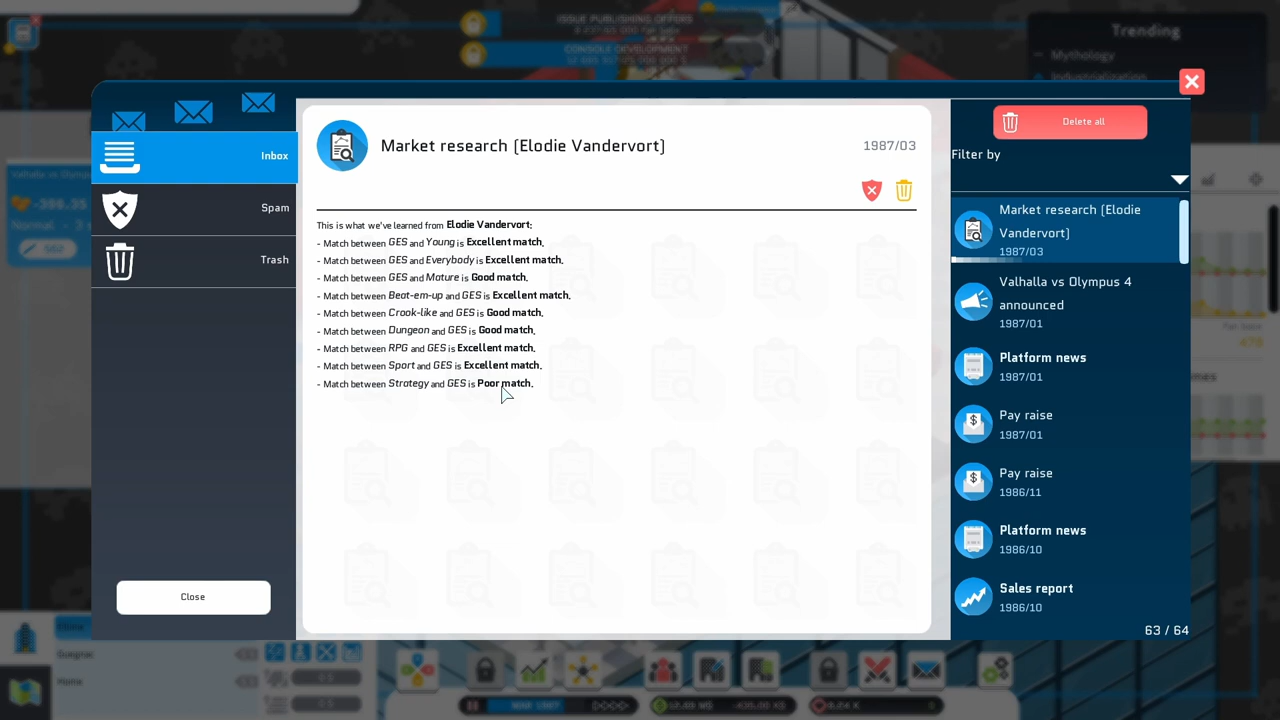 ISSUE PUBLISHING OFFERS
CONSOLE DEVELOPMENT
Trending
Mythology
Industrialization
Inbox
Spam
Trash
Close
Market research [Elodie Vandervort]
1987/03
This is what we've learned from Elodie Vandervort:
- Match between GES and Young is Excellent match.
- Match between GES and Everybody is Excellent match.
- Match between GES and Mature is Good match.
- Match between Beat-em-up and GES is Excellent match.
- Match between Crook-like and GES is Good match.
- Match between Dungeon and GES is Good match.
- Match between RPG and GES is Excellent match.
- Match between Sport and GES is Excellent match.
- Match between Strategy and GES is Poor match.
Delete all
Filter by
Market research [Elodie
Vandervort]
1987/03
Valhalla vs Olympus 4
announced
1987/01
Platform news
1987/01
Pay raise
1987/01
Pay raise
1986/11
Platform news
1986/10
Sales report
1986/10
63 / 64